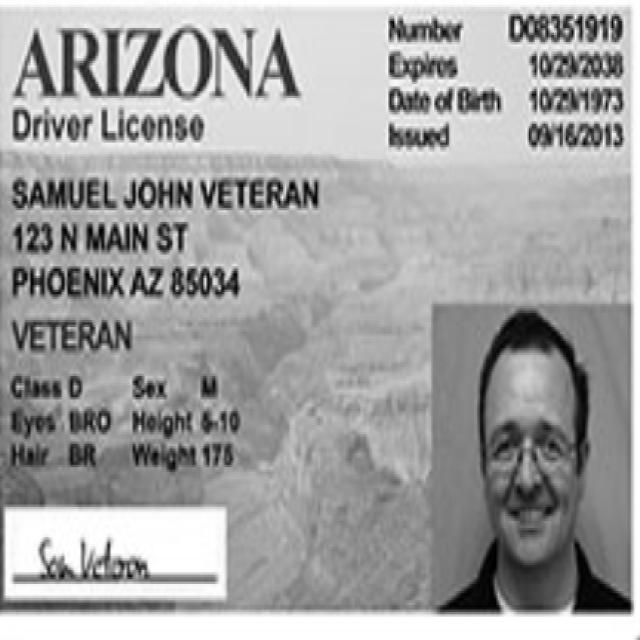 ARIZONA
Driver License
Number D08351919
Expires 10/29/2038
Date of Birth 10/29/1973
Issued 09/16/2013
SAMUEL JOHN VETERAN
123 N MAIN ST
PHOENIX AZ 85034
VETERAN
Class D Sex M
Eyes BRO Height 5-10
Hair BR Weight 175
Sam Veteran